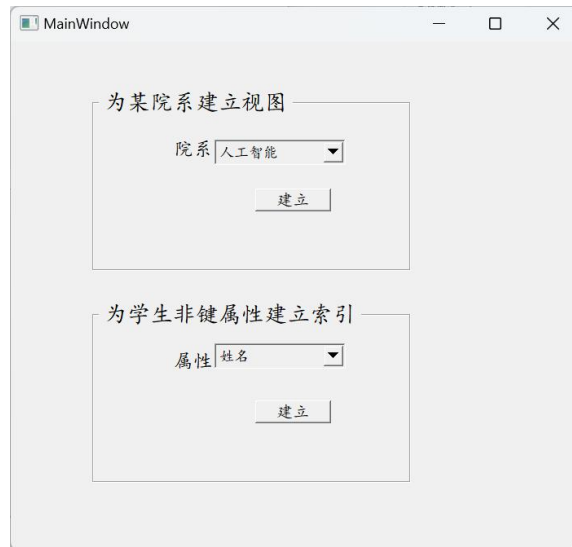 MainWindow
为某院系建立视图
院系 人工智能
建立
为学生非键属性建立索引
属性 姓名
建立